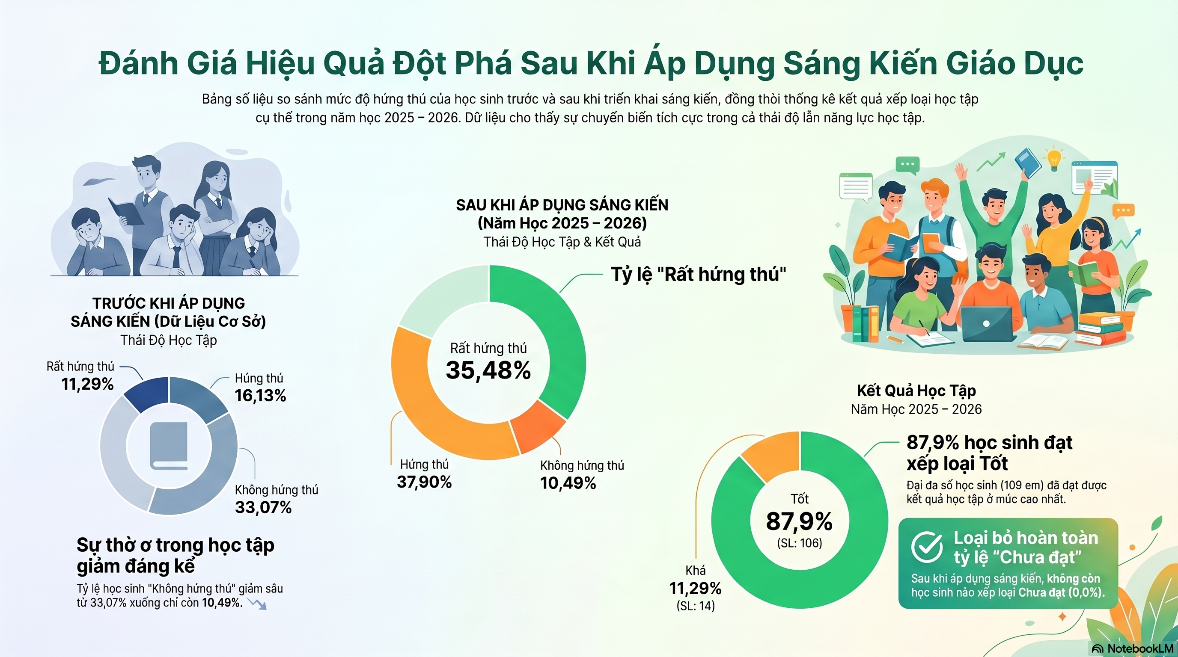 Đánh Giá Hiệu Quả Đột Phá Sau Khi Áp Dụng Sáng Kiến Giáo Dục
Bảng số liệu so sánh mức độ hứng thú của học sinh trước và sau khi triển khai sáng kiến, đồng thời thống kê kết quả xếp loại học tập
cụ thể trong năm học 2025 – 2026. Dữ liệu cho thấy sự chuyển biến tích cực trong cả thái độ lẫn năng lực học tập.
TRƯỚC KHI ÁP DỤNG
SÁNG KIẾN (Dữ Liệu Cơ Sở)
Thái Độ Học Tập
Rất hứng thú
11,29%
Húng thú
16,13%
Không hứng thú
33,07%
Sự thờ ơ trong học tập
giảm đáng kể
Tỷ lệ học sinh "Không hứng thú" giảm sâu
từ 33,07% xuống chỉ còn 10,49%.
SAU KHI ÁP DỤNG SÁNG KIẾN
(Năm Học 2025 – 2026)
Thái Độ Học Tập & Kết Quả
Tỷ lệ "Rất hứng thú"
Rất hứng thú
35,48%
Hứng thú
37,90%
Không hứng thú
10,49%
Kết Quả Học Tập
Năm Học 2025 – 2026
87,9% học sinh đạt
xếp loại Tốt
Đại đa số học sinh (109 em) đã đạt được
kết quả học tập ở múc cao nhất.
Tốt
87,9%
(SL: 106)
Khá
11,29%
(SL: 14)
Loại bỏ hoàn toàn
tỷ lệ “Chưa đạt”
Sau khi áp dụng sáng kiến, không còn
học sinh nào xếp loại Chưa đạt (0,0%).
NotebookLM